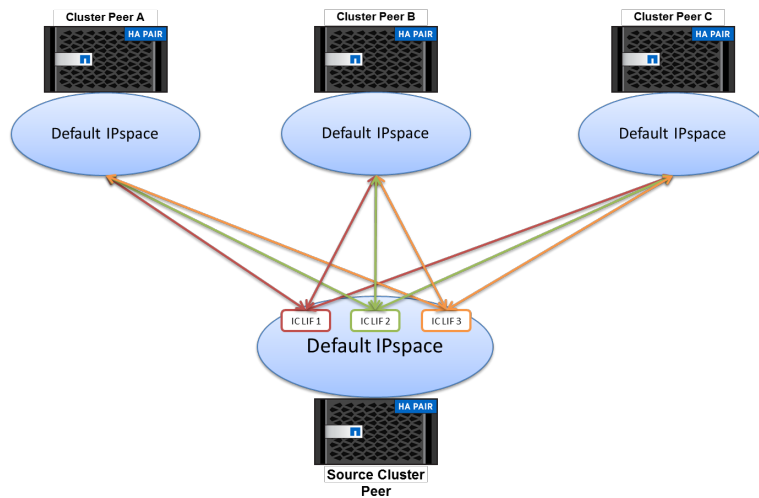 Cluster Peer A
Cluster Peer B
Cluster Peer C
HA PAIR
HA PAIR
HA PAIR
Default IPspace
Default IPspace
Default IPspace
IC LIF 1
IC LIF 2
IC LIF 3
Default IPspace
HA PAIR
Source Cluster
Peer